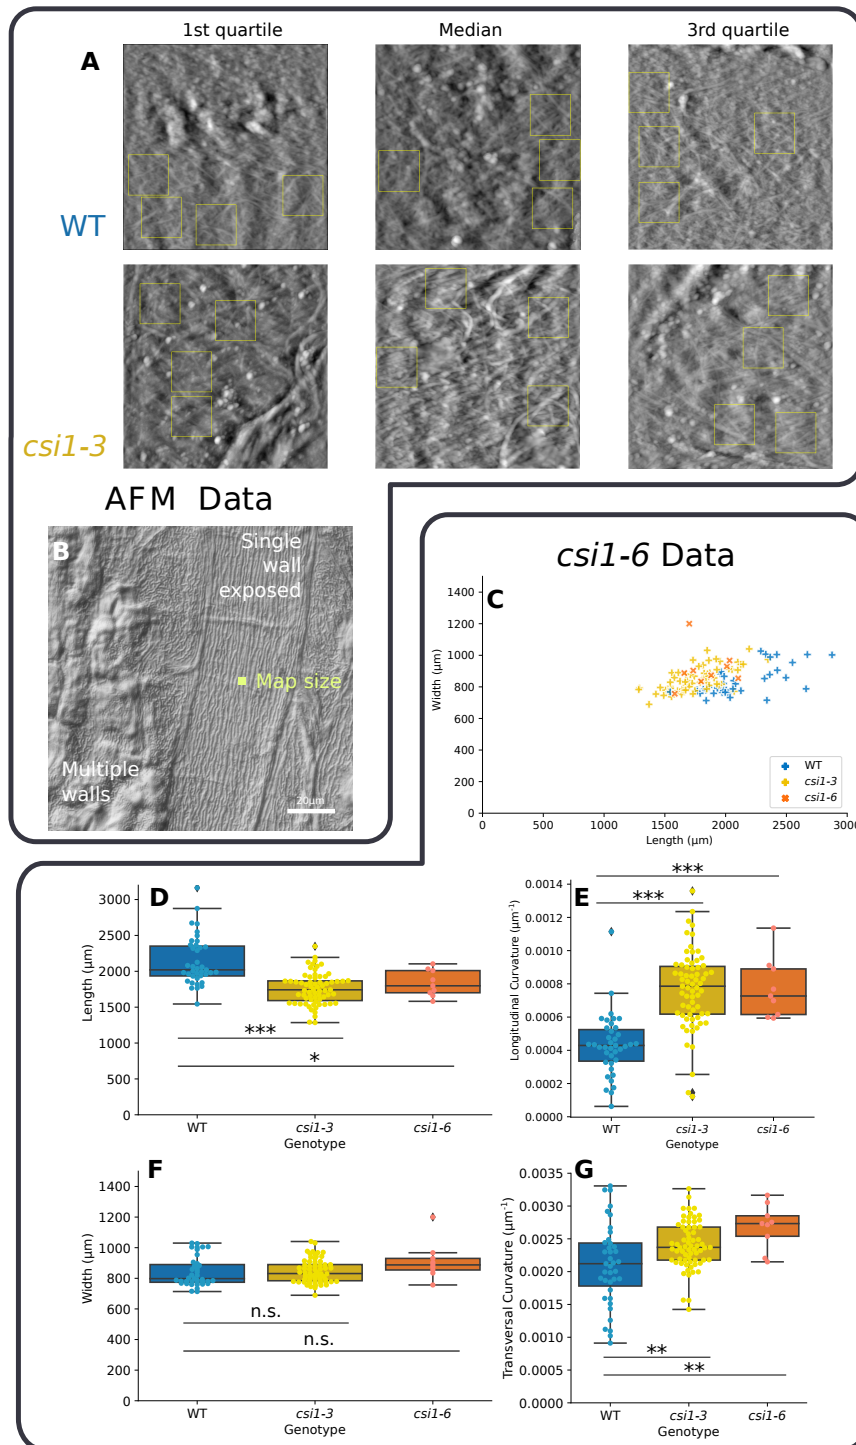 1st quartile
Median
3rd quartile
A
WT
csi1-3
AFM Data
B
Single
wall
exposed
Map size
Multiple
walls
20μm
csi1-6 Data
C
Width (μm)
1400
1200
1000
800
600
400
200
0
0 500 1000 1500 2000 2500 3000
Length (μm)
WT
csi1-3
csi1-6
D
Length (μm)
3000
2500
2000
1500
1000
500
0
***
*
WT csi1-3 csi1-6
Genotype
E
Longitudinal Curvature (μm⁻¹)
0.0014
0.0012
0.0010
0.0008
0.0006
0.0004
0.0002
0.0000
***
***
WT csi1-3 csi1-6
Genotype
F
Width (μm)
1400
1200
1000
800
600
400
200
0
n.s.
n.s.
WT csi1-3 csi1-6
Genotype
G
Transversal Curvature (μm⁻¹)
0.0035
0.0030
0.0025
0.0020
0.0015
0.0010
0.0005
0.0000
**
**
WT csi1-3 csi1-6
Genotype